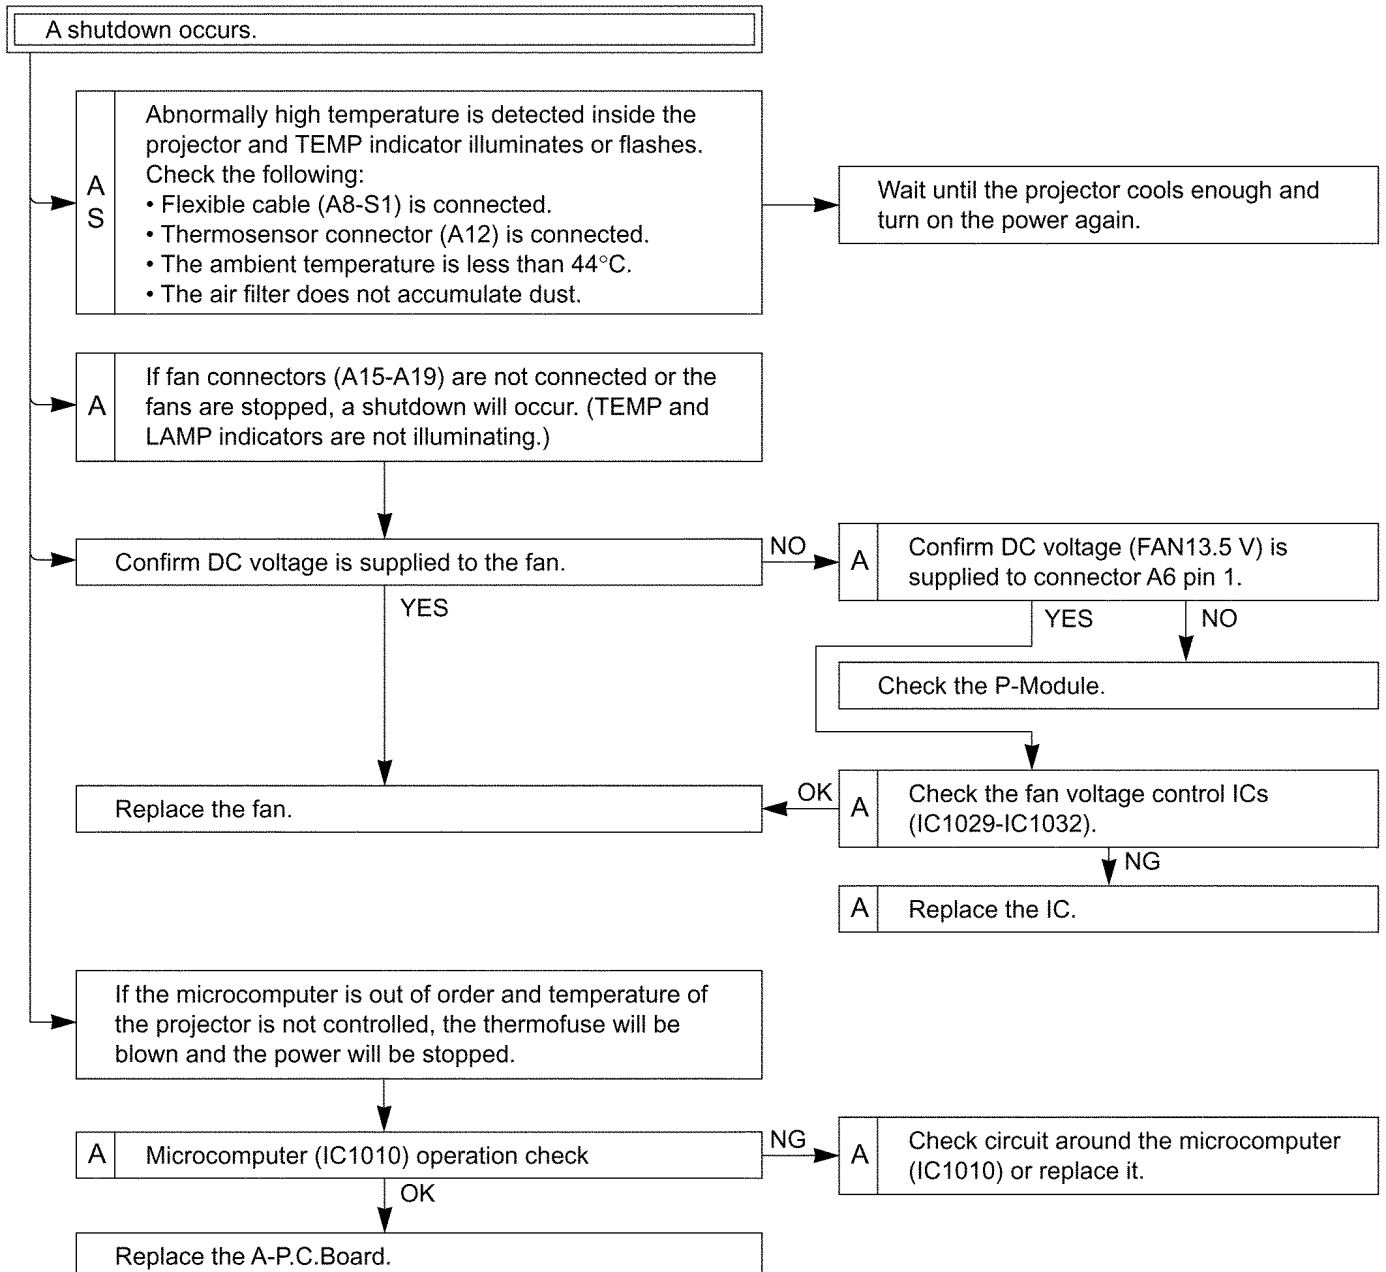 A shutdown occurs.
A
S
Abnormally high temperature is detected inside the
projector and TEMP indicator illuminates or flashes.
Check the following:
• Flexible cable (A8-S1) is connected.
• Thermosensor connector (A12) is connected.
• The ambient temperature is less than 44°C.
• The air filter does not accumulate dust.
Wait until the projector cools enough and
turn on the power again.
A
If fan connectors (A15-A19) are not connected or the
fans are stopped, a shutdown will occur. (TEMP and
LAMP indicators are not illuminating.)
Confirm DC voltage is supplied to the fan.
NO
A
Confirm DC voltage (FAN13.5 V) is
supplied to connector A6 pin 1.
YES
YES
NO
Check the P-Module.
Replace the fan.
OK
A
Check the fan voltage control ICs
(IC1029-IC1032).
NG
A
Replace the IC.
If the microcomputer is out of order and temperature of
the projector is not controlled, the thermofuse will be
blown and the power will be stopped.
A
Microcomputer (IC1010) operation check
NG
A
Check circuit around the microcomputer
(IC1010) or replace it.
OK
Replace the A-P.C.Board.